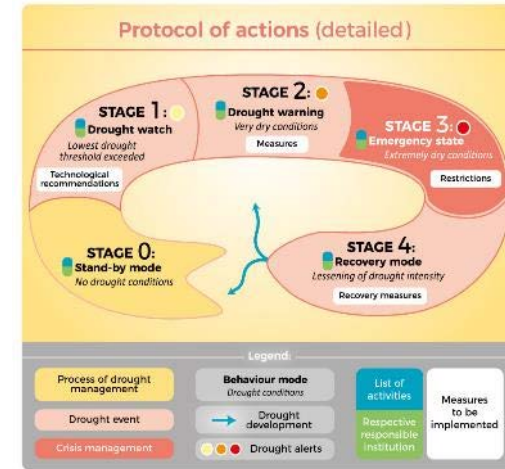 Protocol of actions (detailed)
STAGE 1:
Drought watch
Lowest drought
threshold exceeded
Technological
recommendations
STAGE 2:
Drought warning
Very dry conditions
Measures
STAGE 3:
Emergency state
Extremely dry conditions
Restrictions
STAGE 0:
Stand-by mode
No drought conditions
STAGE 4:
Recovery mode
Lessening of drought intensity
Recovery measures
Legend:
Process of drought
management
Drought event
Crisis management
Behaviour mode
Drought conditions
Drought
development
Drought alerts
List of
activities
Respective
responsible
institution
Measures
to be
implemented